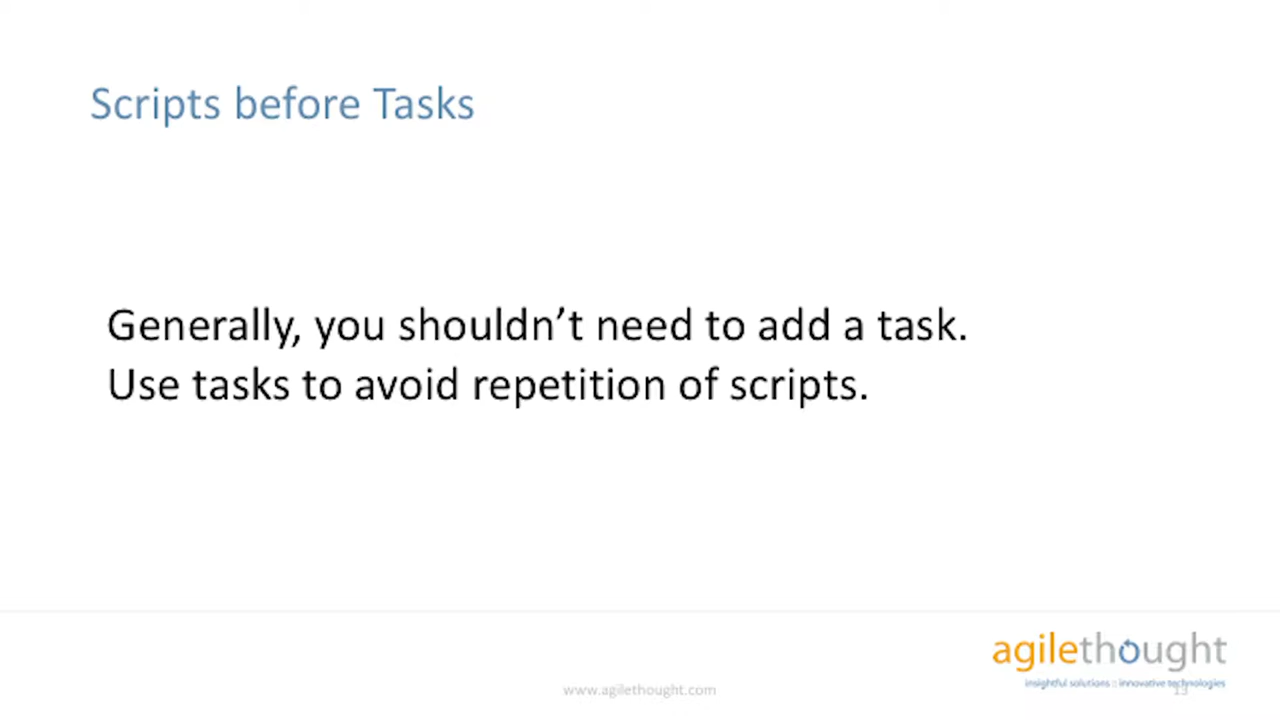 Scripts before Tasks
Generally, you shouldn’t need to add a task.
Use tasks to avoid repetition of scripts.
agilethought
insightful solutions :: innovative technologies
www.agilethought.com
13